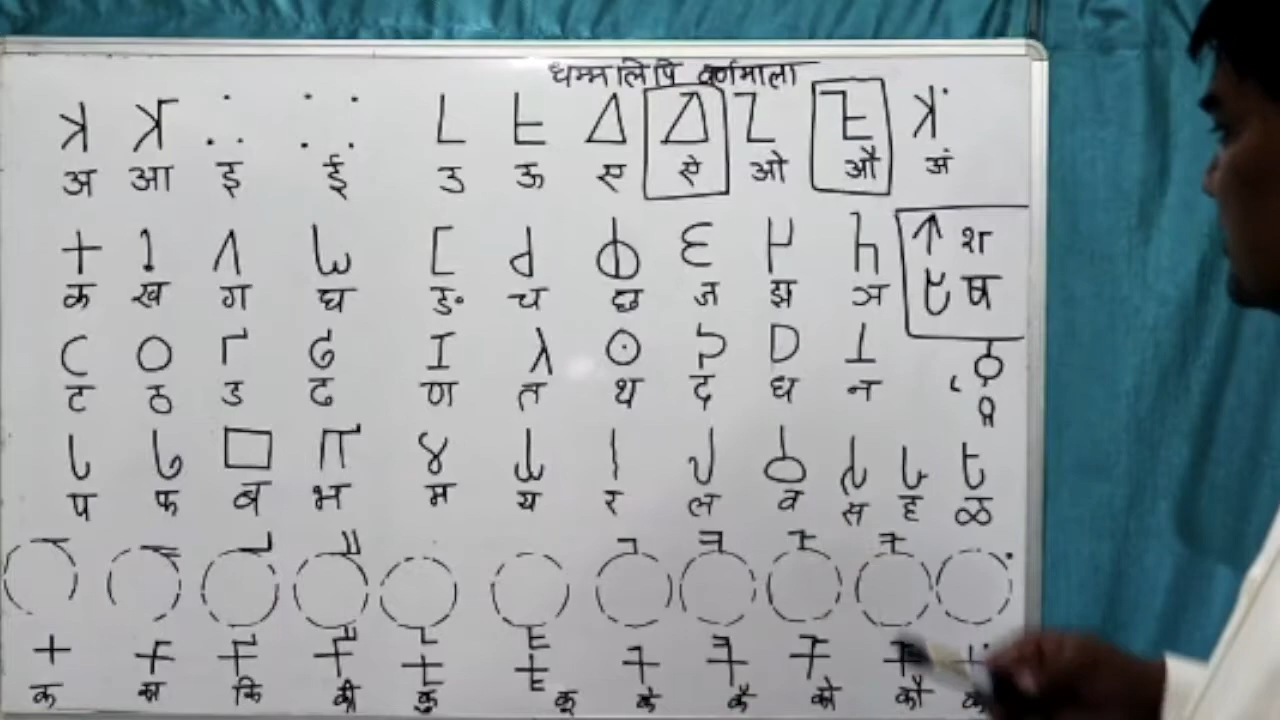 धम्मलिपि वर्णमाला
𑀅 𑀆 𑀇 𑀈 𑀉 𑀊 𑀏 𑀐 𑀑 𑀒 𑀅𑀁
अ आ इ ई उ ऊ ए ऐ ओ औ अं
𑀓 𑀔 𑀕 𑀖 𑀗 𑀘 𑀙 𑀚 𑀛 𑀜 𑀰 श
क ख ग घ ङ च छ ज झ ञ 𑀱 ष
𑀝 𑀞 𑀟 𑀠 𑀡 𑀢 𑀣 𑀤 𑀥 𑀦
ट ठ ड ढ ण त थ द ध न
𑀧 𑀨 𑀩 𑀪 𑀫 𑀬 𑀭 𑀮 𑀯 𑀲 𑀳 𑀴
प फ ब भ म य र ल व स ह ळ
𑀓 𑀓𑀸 𑀓𑀺 𑀓𑀻 𑀓𑀼 𑀓𑀽 𑀓𑁂 𑀓𑁃 𑀓𑁄 𑀓𑁅
क का कि की कु कू के कै को कौ